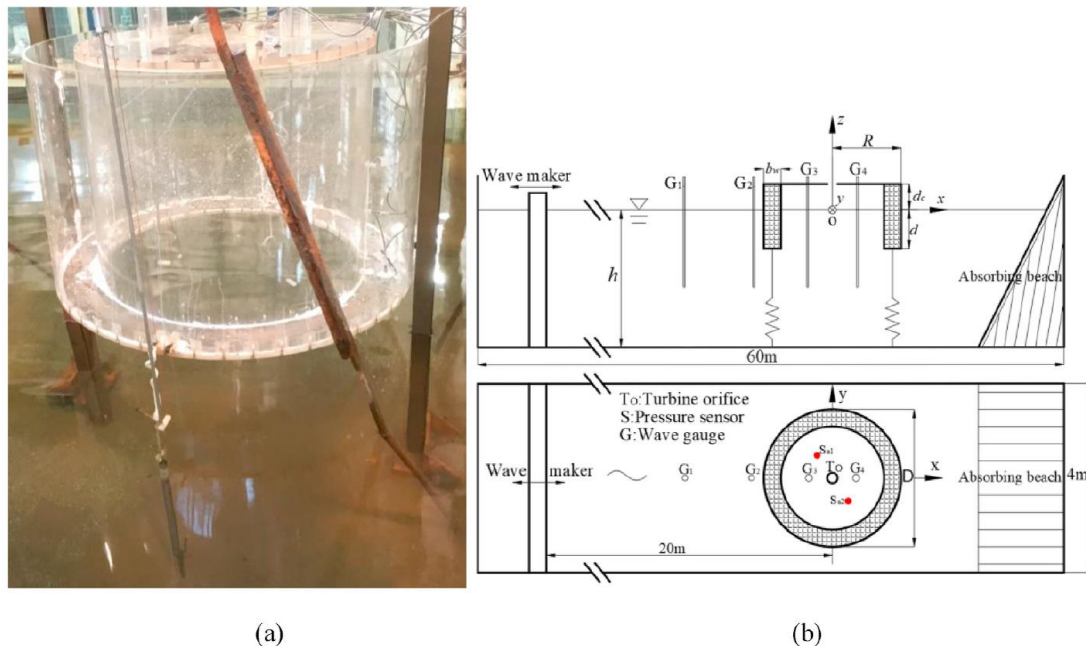 z
R
bw
G3
G4
G1
G2
Wave maker
dc
y
x
O
d
h
Absorbing beach
60m
To:Turbine orifice
S:Pressure sensor
G:Wave gauge
y
Sa1
Wave maker
G1
G2
G3
To
G4
D
x
Absorbing beach
4m
Sa2
20m
(a)
(b)